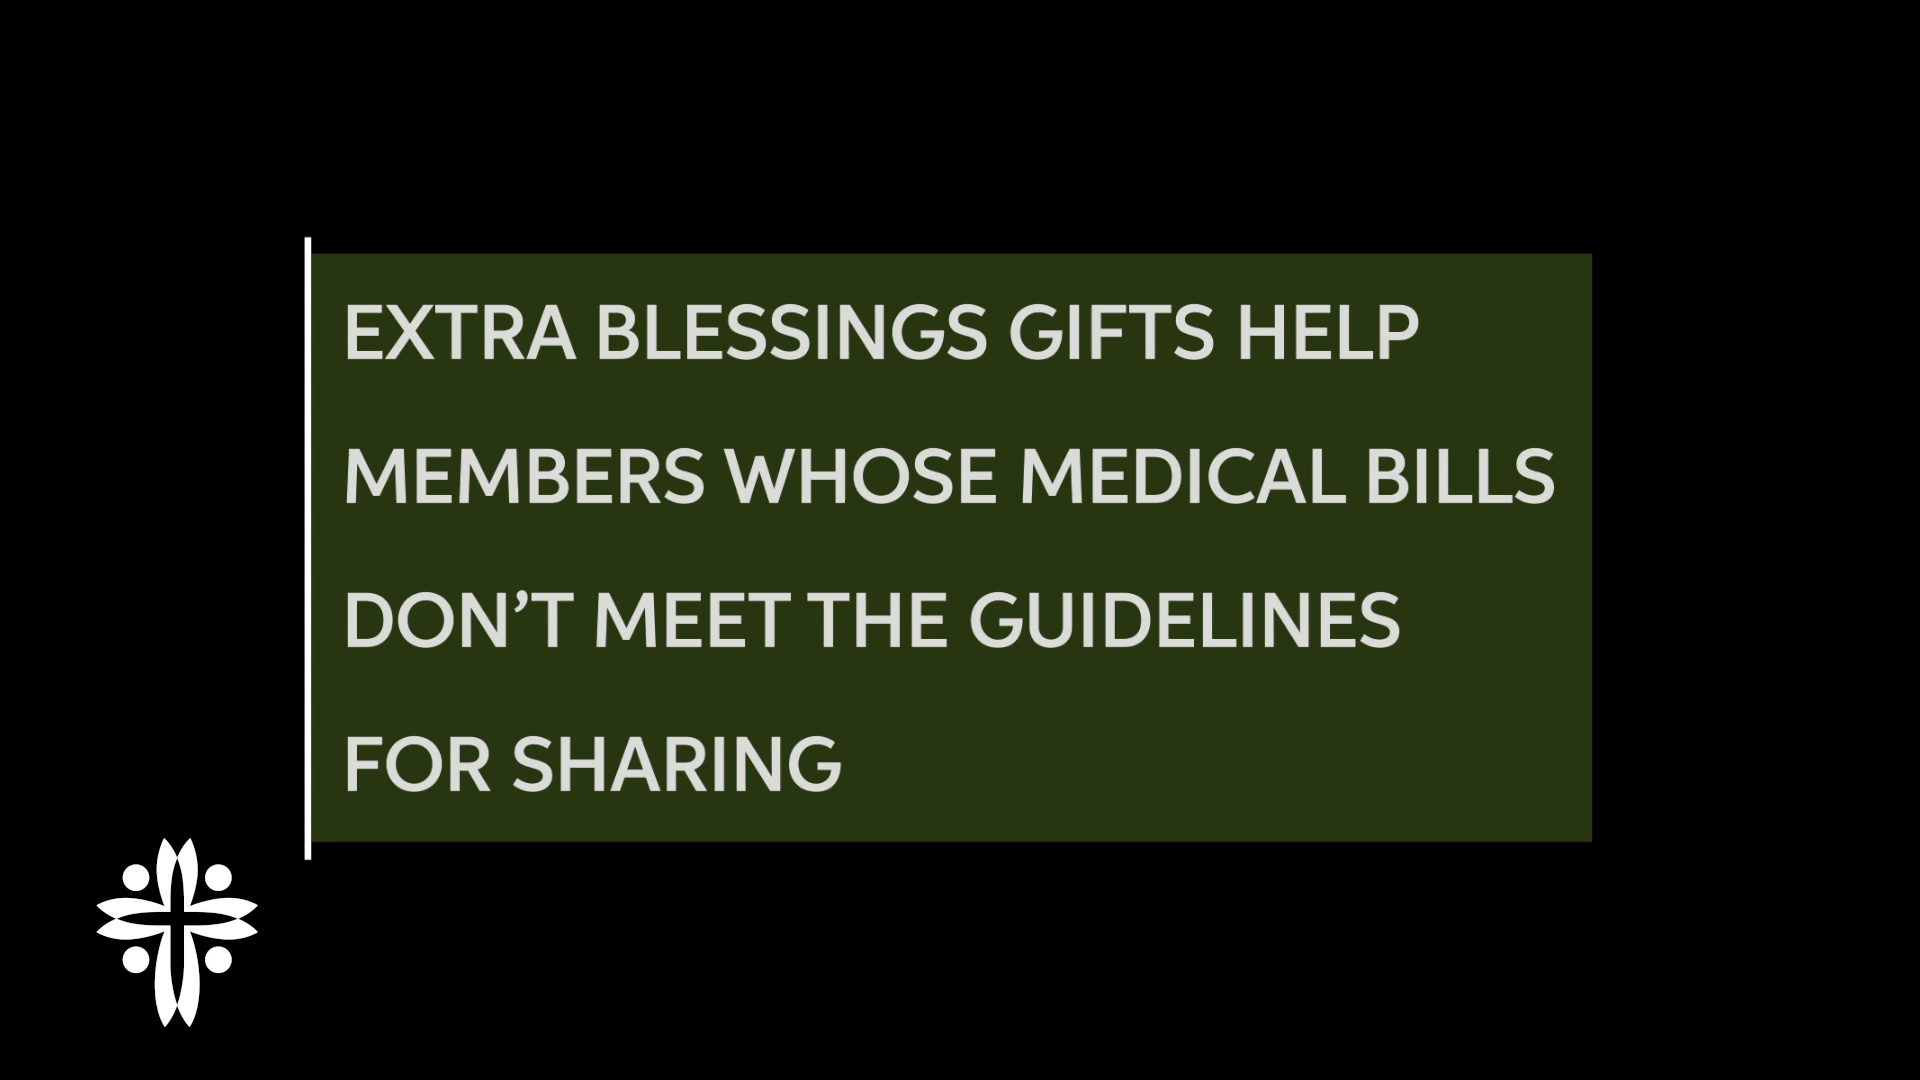 EXTRA BLESSINGS GIFTS HELP
MEMBERS WHOSE MEDICAL BILLS
DON’T MEET THE GUIDELINES
FOR SHARING